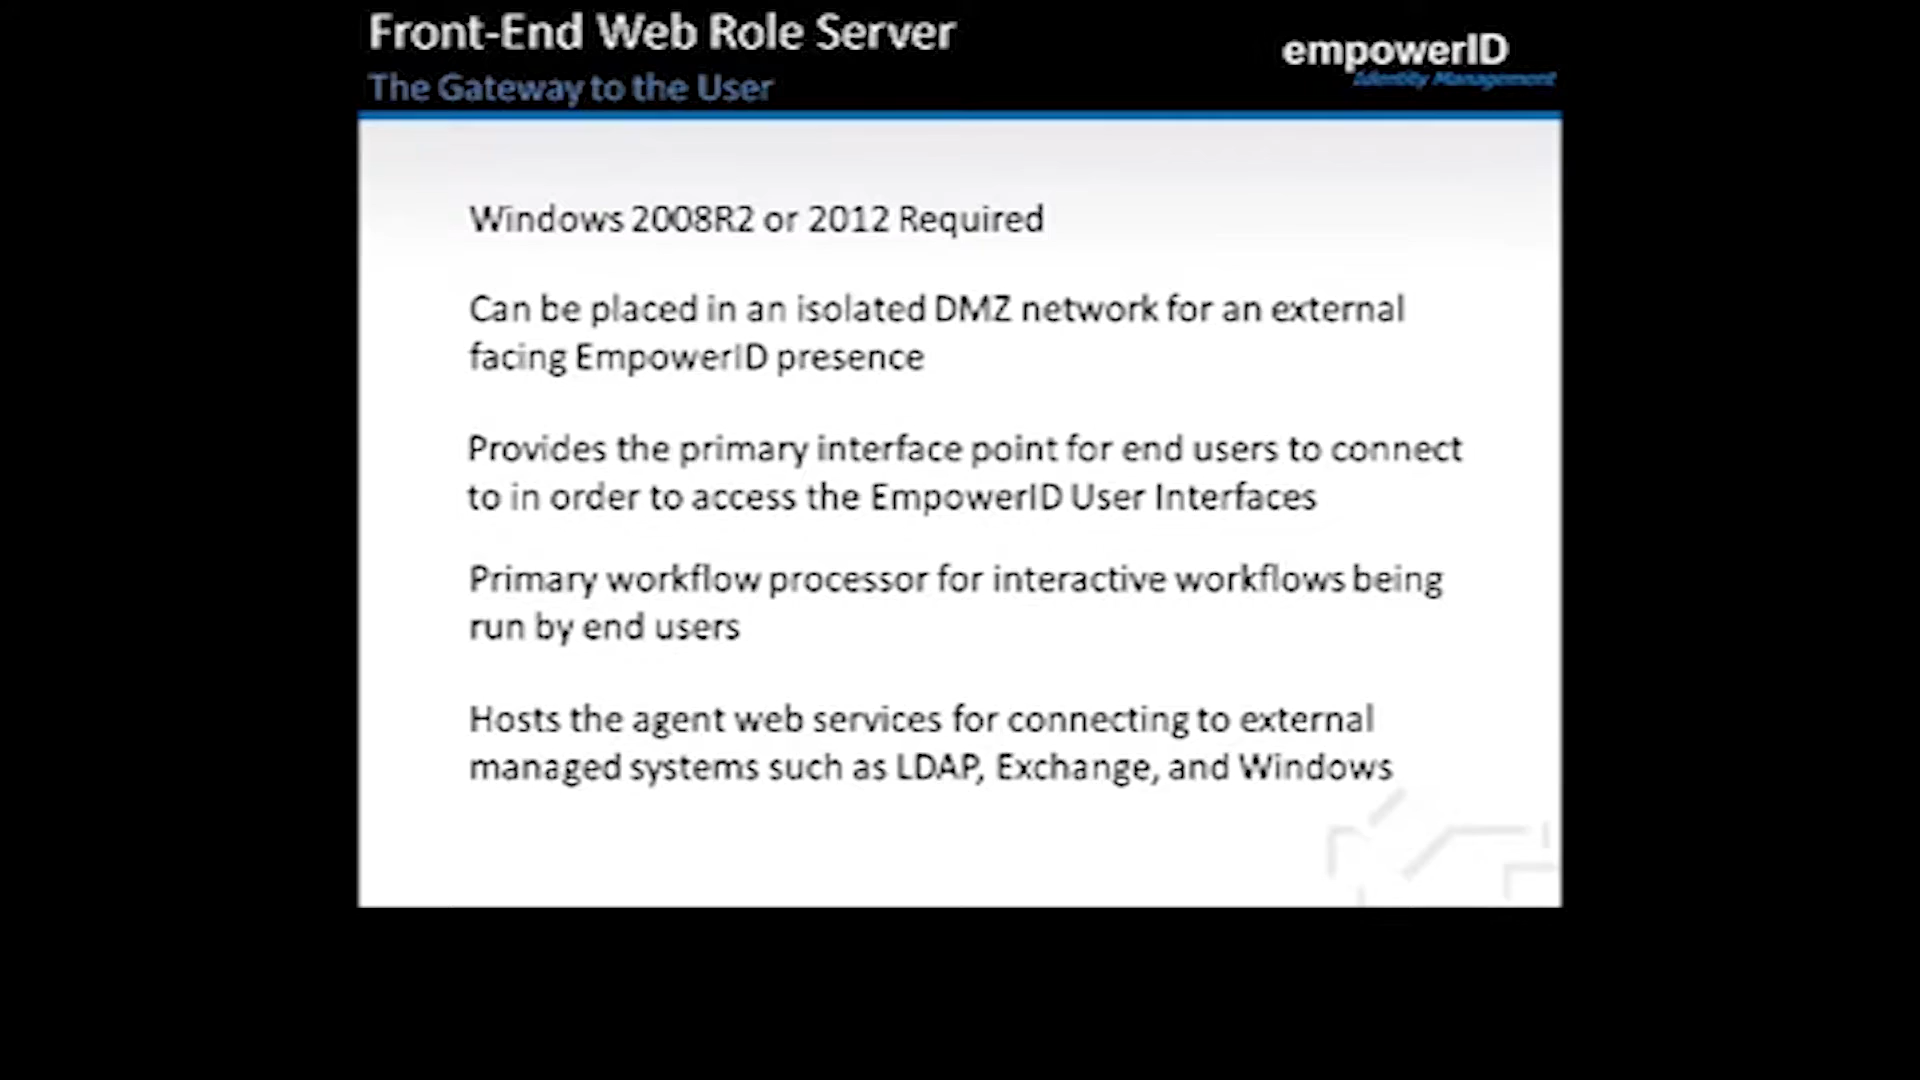 Front-End Web Role Server
The Gateway to the User
empowerID
Identity Management
Windows 2008R2 or 2012 Required
Can be placed in an isolated DMZ network for an external
facing EmpowerID presence
Provides the primary interface point for end users to connect
to in order to access the EmpowerID User Interfaces
Primary workflow processor for interactive workflows being
run by end users
Hosts the agent web services for connecting to external
managed systems such as LDAP, Exchange, and Windows